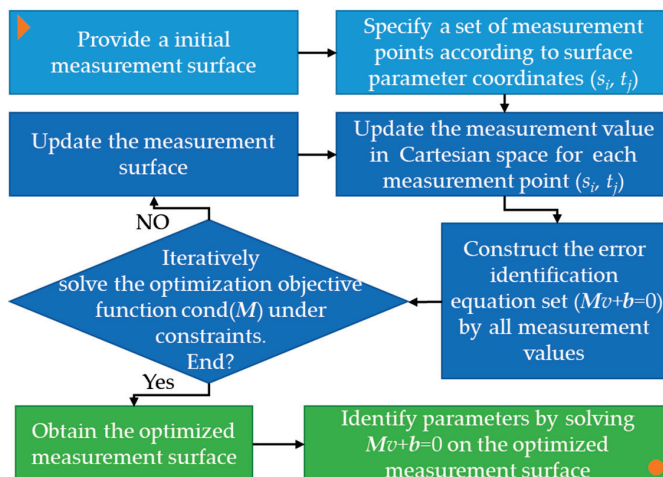 Provide a initial
measurement surface
Specify a set of measurement
points according to surface
parameter coordinates (sᵢ, tⱼ)
Update the measurement
surface
Update the measurement value
in Cartesian space for each
measurement point (sᵢ, tⱼ)
NO
Iteratively
solve the optimization objective
function cond(M) under
constraints.
End?
Construct the error
identification
equation set (Mv+b=0)
by all measurement
values
Yes
Obtain the optimized
measurement surface
Identify parameters by solving
Mv+b=0 on the optimized
measurement surface